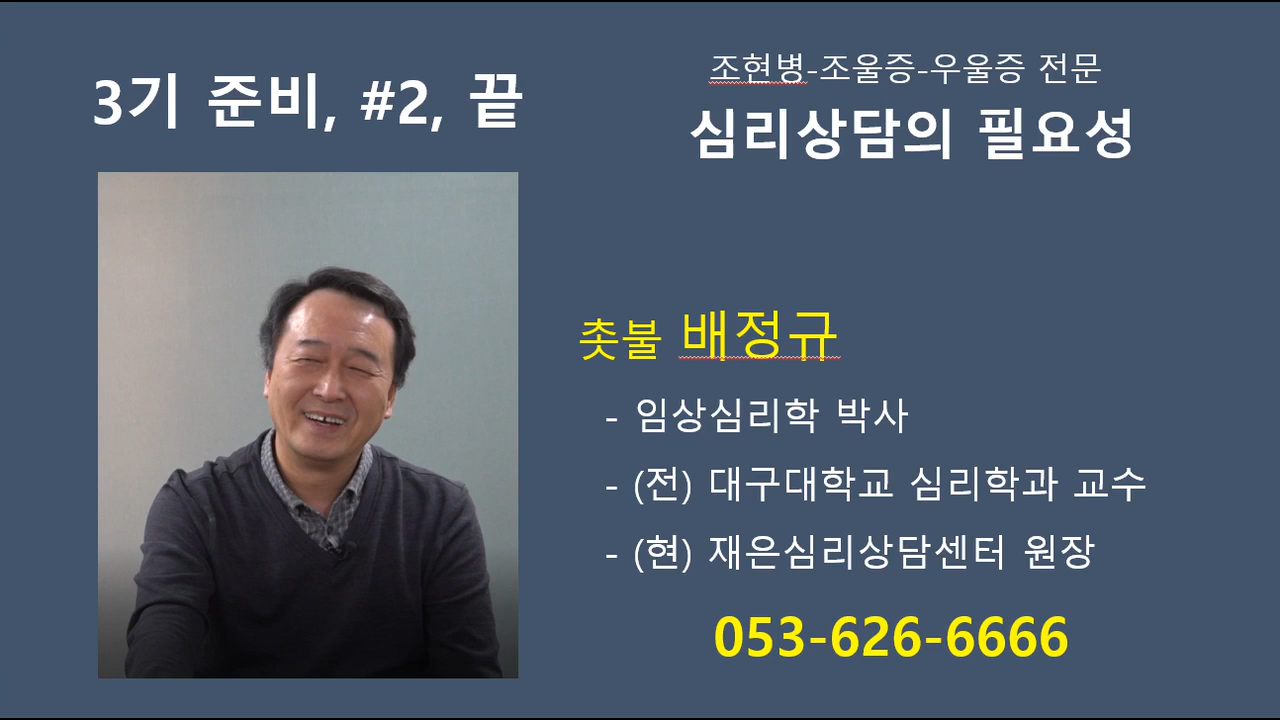 3기 준비, #2, 끝
조현병-조울증-우울증 전문
심리상담의 필요성
촛불 배정규
- 임상심리학 박사
- (전) 대구대학교 심리학과 교수
- (현) 재은심리상담센터 원장
053-626-6666